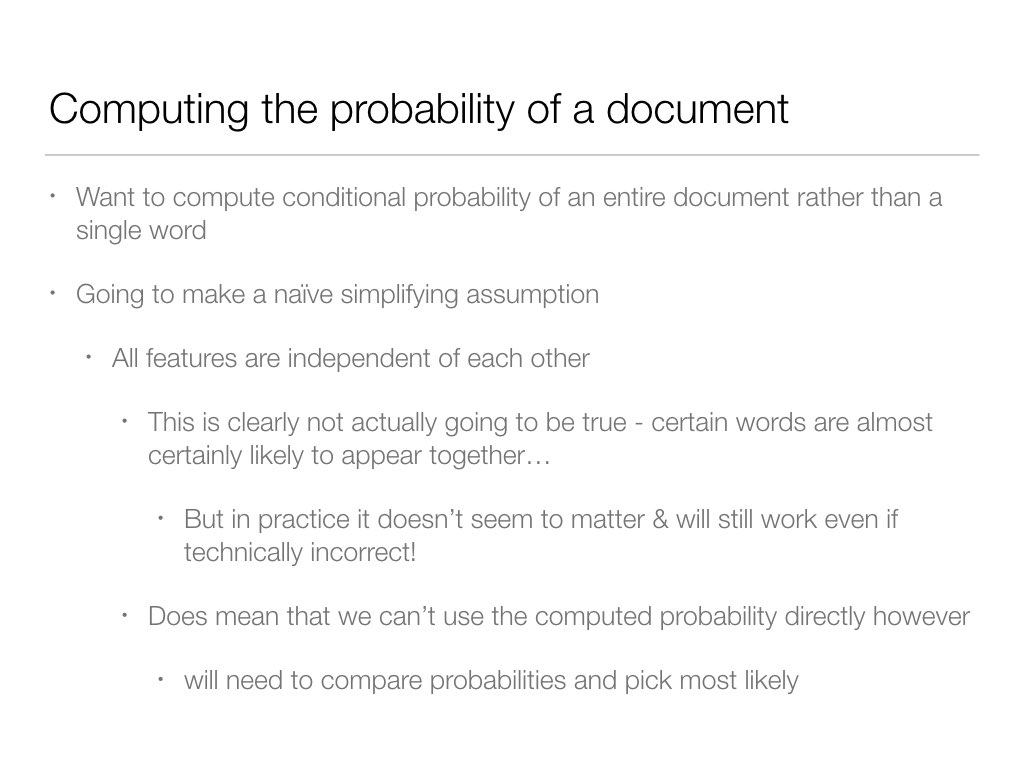 Computing the probability of a document
• Want to compute conditional probability of an entire document rather than a
single word
• Going to make a naïve simplifying assumption
• All features are independent of each other
• This is clearly not actually going to be true - certain words are almost
certainly likely to appear together…
• But in practice it doesn’t seem to matter & will still work even if
technically incorrect!
• Does mean that we can’t use the computed probability directly however
• will need to compare probabilities and pick most likely